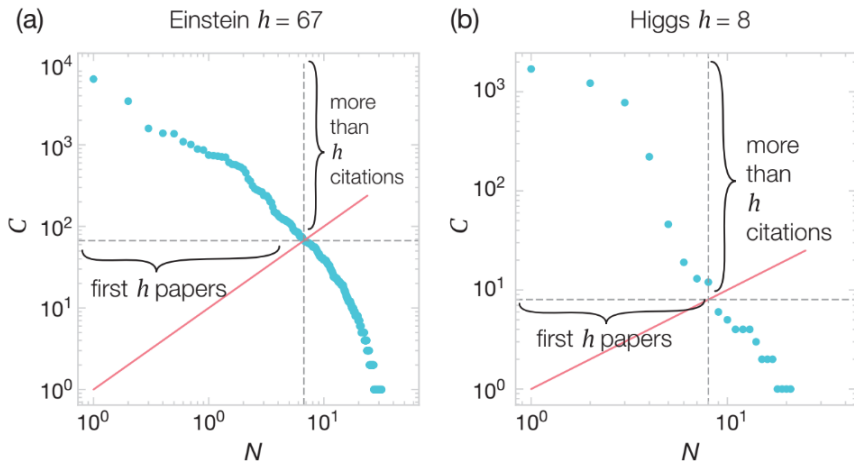 (a) Einstein h = 67
10⁴
10³
10²
10¹
10⁰
C
more
than
h
citations
first h papers
10⁰ 10⁰ 10¹
N
(b) Higgs h = 8
10³
10²
10¹
10⁰
C
more
than
h
citations
first h papers
10⁰ 10¹
N